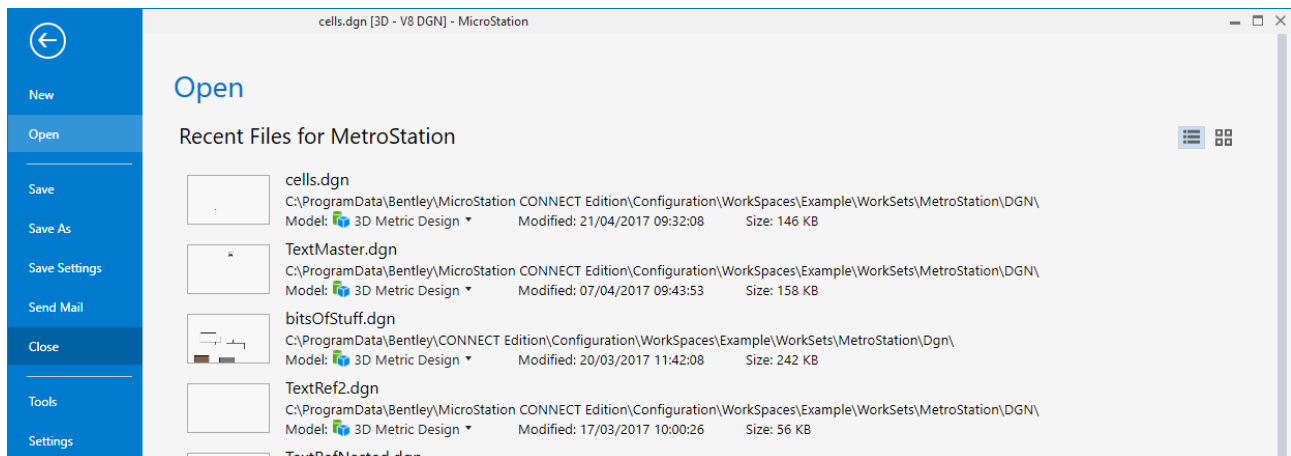 cells.dgn [3D - V8 DGN] - MicroStation
New
Open
Save
Save As
Save Settings
Send Mail
Close
Tools
Settings
Open
Recent Files for MetroStation
cells.dgn
C:\ProgramData\Bentley\MicroStation CONNECT Edition\Configuration\WorkSpaces\Example\WorkSets\MetroStation\DGN\
Model: 3D Metric Design Modified: 21/04/2017 09:32:08 Size: 146 KB
TextMaster.dgn
C:\ProgramData\Bentley\MicroStation CONNECT Edition\Configuration\WorkSpaces\Example\WorkSets\MetroStation\DGN\
Model: 3D Metric Design Modified: 07/04/2017 09:43:53 Size: 158 KB
bitsOfStuff.dgn
C:\ProgramData\Bentley\CONNECT Edition\Configuration\WorkSpaces\Example\WorkSets\MetroStation\Dgn\
Model: 3D Metric Design Modified: 20/03/2017 11:42:08 Size: 242 KB
TextRef2.dgn
C:\ProgramData\Bentley\MicroStation CONNECT Edition\Configuration\WorkSpaces\Example\WorkSets\MetroStation\DGN\
Model: 3D Metric Design Modified: 17/03/2017 10:00:26 Size: 56 KB
TextRefNested.dgn